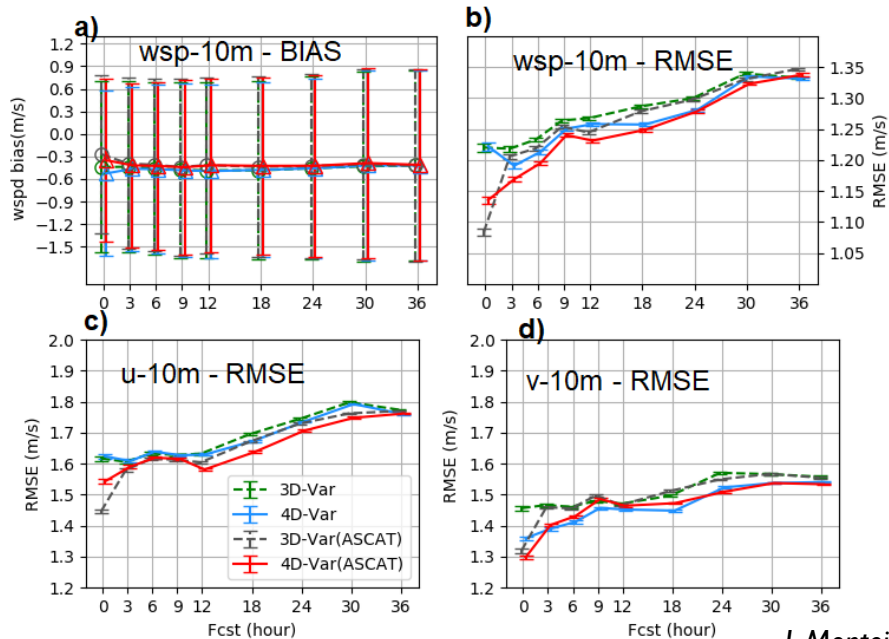 a)
wsp-10m - BIAS
wspd bias(m/s)
1.2
0.9
0.6
0.3
0.0
−0.3
−0.6
−0.9
−1.2
−1.5
0 3 6 9 12 18 24 30 36
b)
wsp-10m - RMSE
1.35
1.30
1.25
1.20
1.15
1.10
1.05
RMSE (m/s)
0 3 6 9 12 18 24 30 36
c)
u-10m - RMSE
RMSE (m/s)
2.0
1.9
1.8
1.7
1.6
1.5
1.4
1.3
1.2
3D-Var
4D-Var
3D-Var(ASCAT)
4D-Var(ASCAT)
0 3 6 9 12 18 24 30 36
Fcst (hour)
d)
v-10m - RMSE
RMSE (m/s)
2.0
1.9
1.8
1.7
1.6
1.5
1.4
1.3
1.2
0 3 6 9 12 18 24 30 36
Fcst (hour)